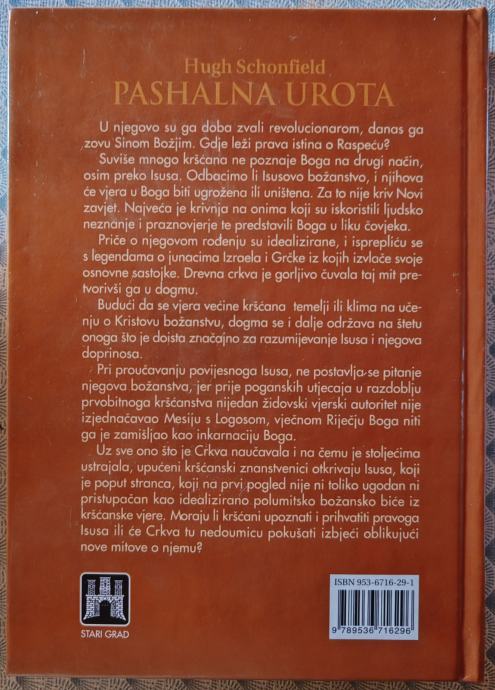 Hugh Schonfield
PASHALNA UROTA
U njegovo su ga doba zvali revolucionarom, danas ga
zovu Sinom Božjim. Gdje leži prava istina o Raspeću?
Suviše mnogo kršćana ne poznaje Boga na drugi način,
osim preko Isusa. Odbacimo li Isusovo božanstvo, i njihova
će vjera u Boga biti ugrožena ili uništena. Za to nije kriv Novi
zavjet. Najveća je krivnja na onima koji su iskoristili ljudsko
neznanje i praznovjerje te predstavili Boga u liku čovjeka.
Priče o njegovom rođenju su idealizirane, i isprepliću se
s legendama o junacima Izraela i Grčke iz kojih izvlače svoje
osnovne sastojke. Drevna crkva je gorljivo čuvala taj mit pre-
tvorivši ga u dogmu.
Budući da se vjera većine kršćana temelji ili klima na uče-
nju o Kristovu božanstvu, dogma se i dalje održava na štetu
onoga što je doista značajno za razumijevanje Isusa i njegova
doprinosa.
Pri proučavanju povijesnoga Isusa, ne postavlja se pitanje
njegova božanstva, jer prije poganskih utjecaja u razdoblju
prvobitnoga kršćanstva nijedan židovski vjerski autoritet nije
izjednačavao Mesiju s Logosom, vječnom Riječju Boga niti
ga je zamišljao kao inkarnaciju Boga.
Uz sve ono što je Crkva naučavala i na čemu je stoljećima
ustrajala, upućeni kršćanski znanstvenici otkrivaju Isusa, koji
je poput stranca, koji na prvi pogled nije ni toliko ugodan ni
pristupačan kao idealizirano polumitsko božansko biće iz
kršćanske vjere. Moraju li kršćani upoznati i prihvatiti pravoga
Isusa ili će Crkva tu nedoumicu pokušati izbjeći oblikujući
nove mitove o njemu?
ISBN 953-6716-29-1
9 789536 716296
STARI GRAD